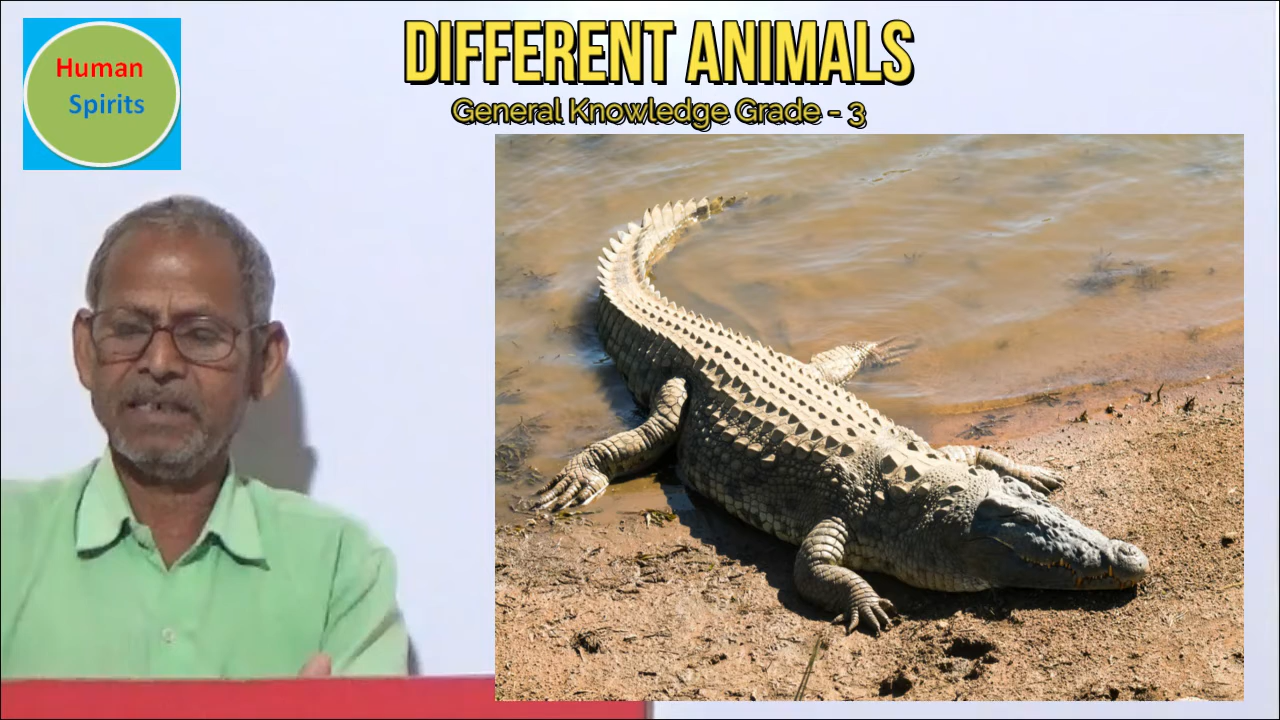 Human
Spirits
DIFFERENT ANIMALS
General Knowledge Grade - 3